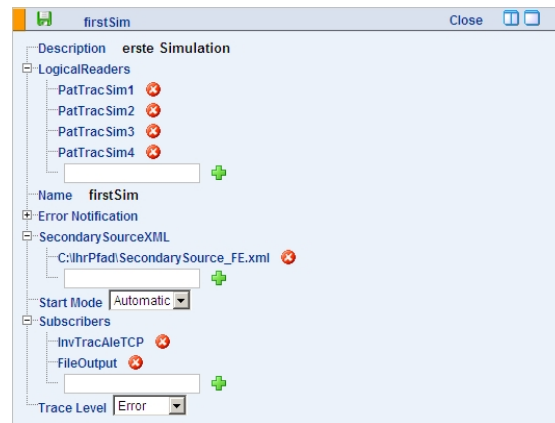 firstSim Close
Description erste Simulation
LogicalReaders
PatTracSim1
PatTracSim2
PatTracSim3
PatTracSim4
Name firstSim
Error Notification
SecondarySourceXML
C:\IhrPfad\SecondarySource_FE.xml
Start Mode Automatic
Subscribers
InvTracAleTCP
FileOutput
Trace Level Error